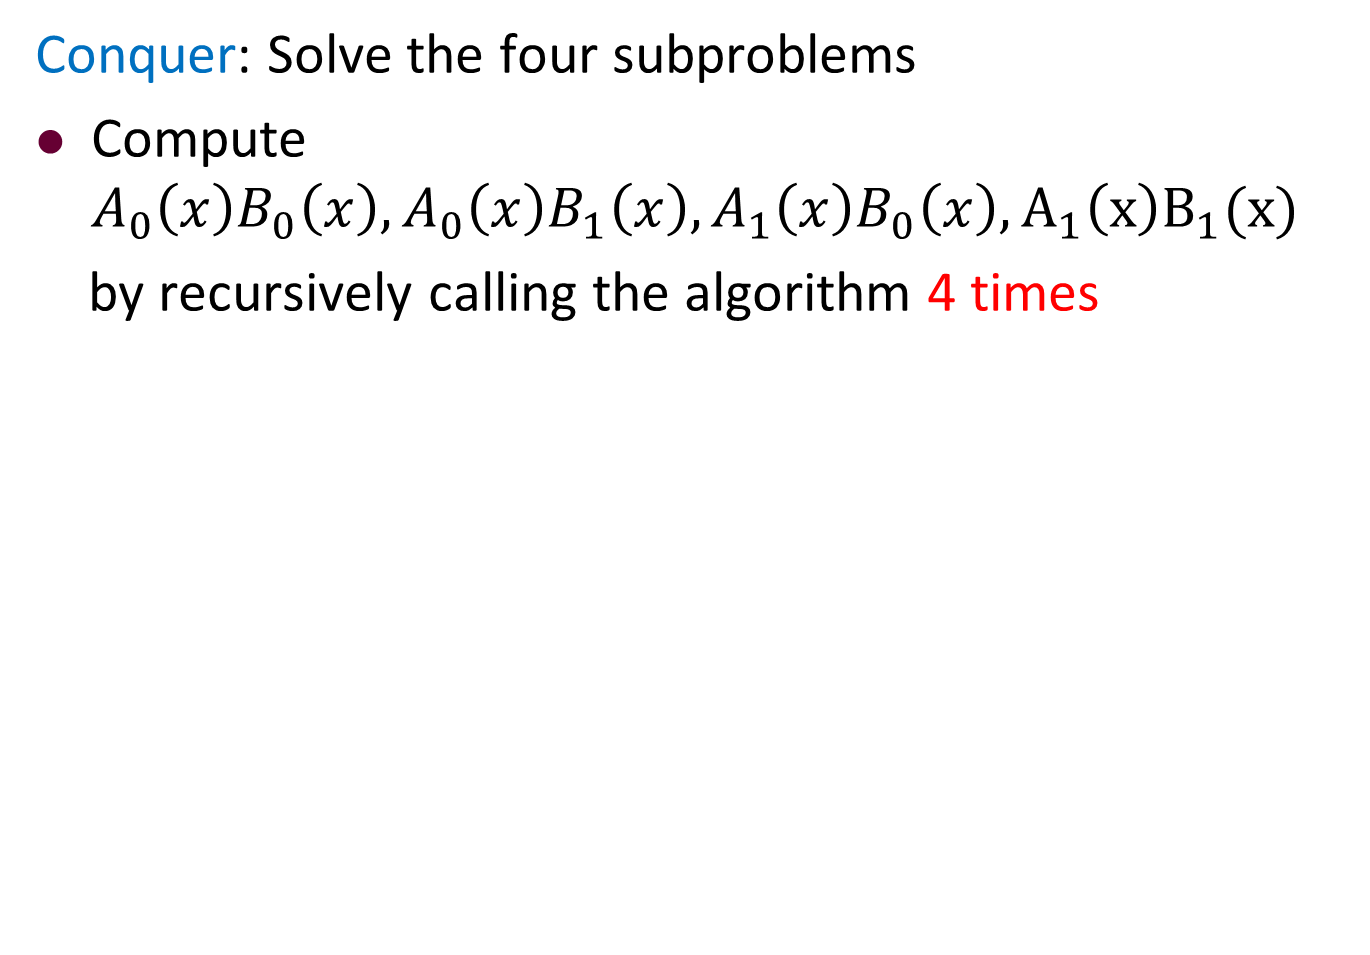 Conquer: Solve the four subproblems
● Compute
A₀(x)B₀(x), A₀(x)B₁(x), A₁(x)B₀(x), A₁(x)B₁(x)
by recursively calling the algorithm 4 times